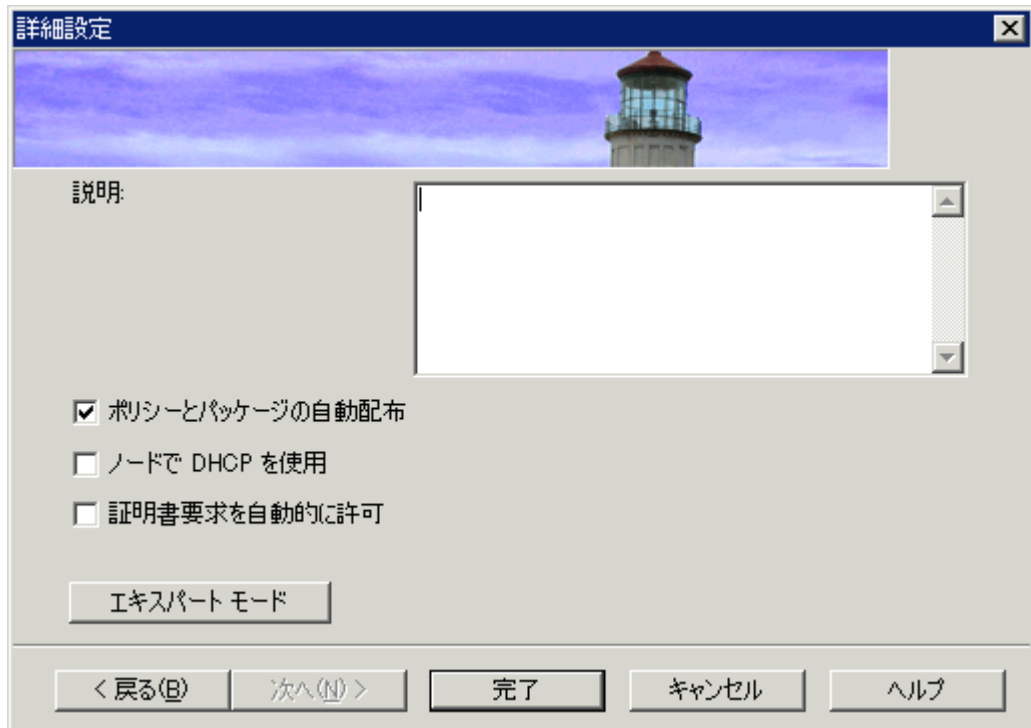 詳細設定
説明:
ポリシーとパッケージの自動配布
ノードで DHCP を使用
証明書要求を自動的に許可
エキスパート モード
< 戻る(B) 次へ(N) > 完了 キャンセル ヘルプ